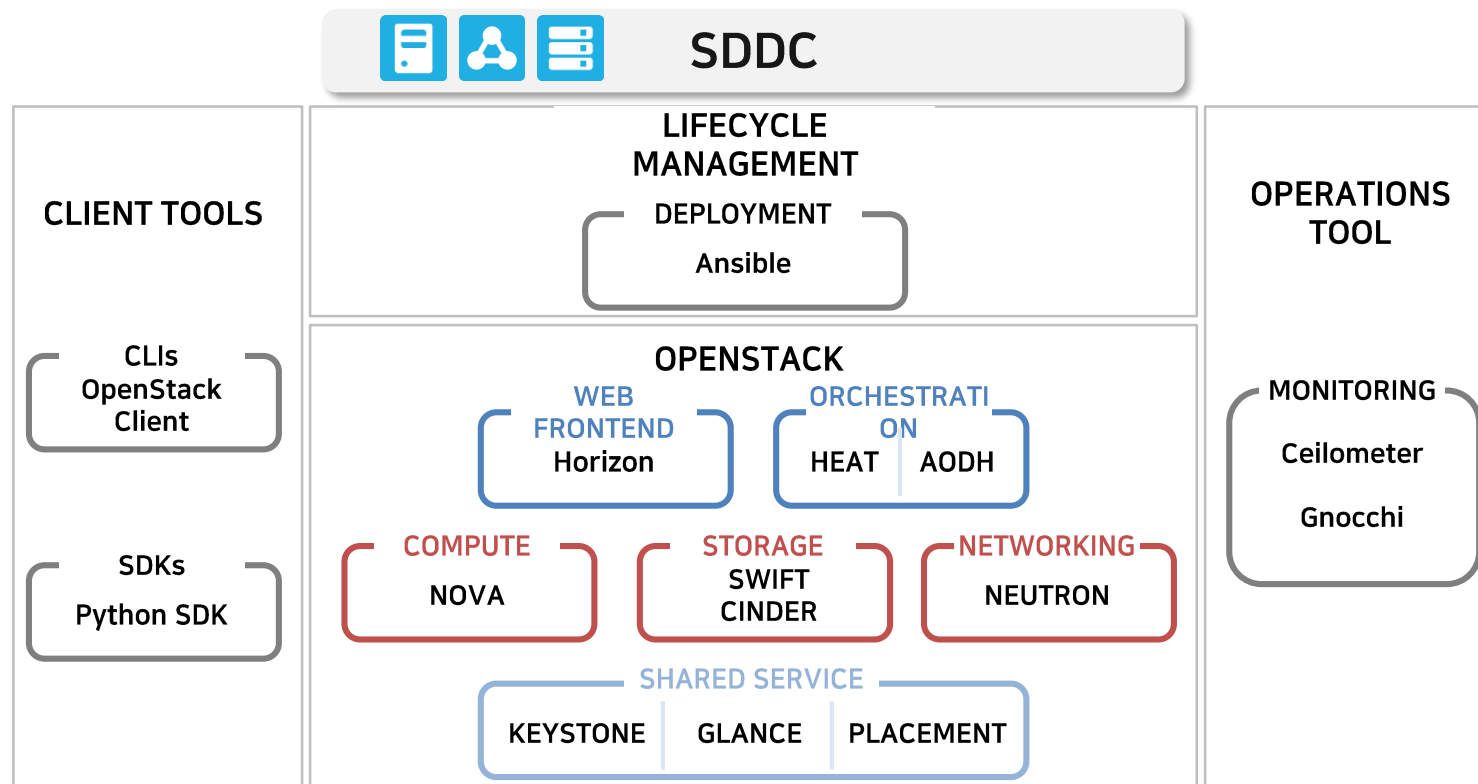 SDDC
CLIENT TOOLS
CLIs
OpenStack
Client
SDKs
Python SDK
LIFECYCLE
MANAGEMENT
DEPLOYMENT
Ansible
OPENSTACK
WEB
FRONTEND
Horizon
ORCHESTRATI
ON
HEAT AODH
COMPUTE
NOVA
STORAGE
SWIFT
CINDER
NETWORKING
NEUTRON
SHARED SERVICE
KEYSTONE GLANCE PLACEMENT
OPERATIONS
TOOL
MONITORING
Ceilometer
Gnocchi